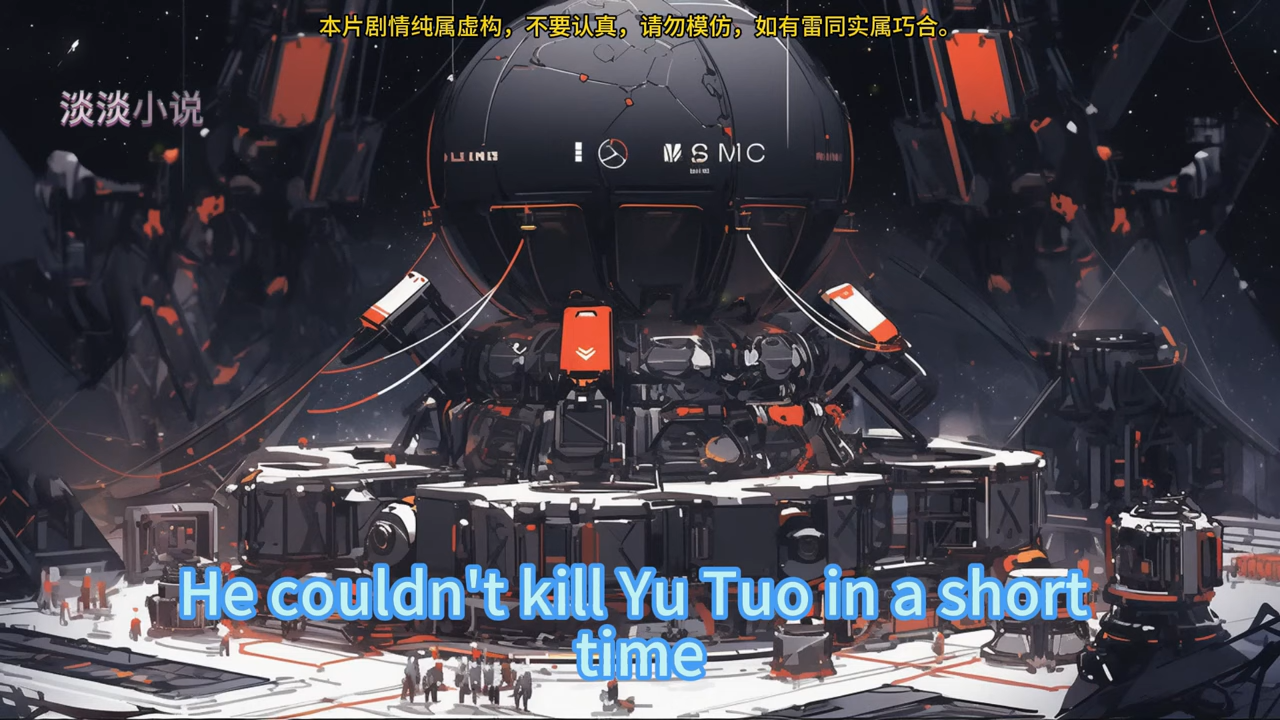 本片剧情纯属虚构，不要认真，请勿模仿，如有雷同实属巧合。
淡淡小说
SMC
He couldn't kill Yu Tuo in a short
time